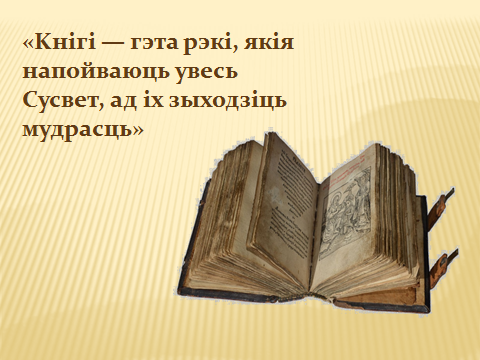 «Кнігі — гэта рэкі, якія
напойваюць увесь
Сусвет, ад іх зыходзіць
мудрасць»